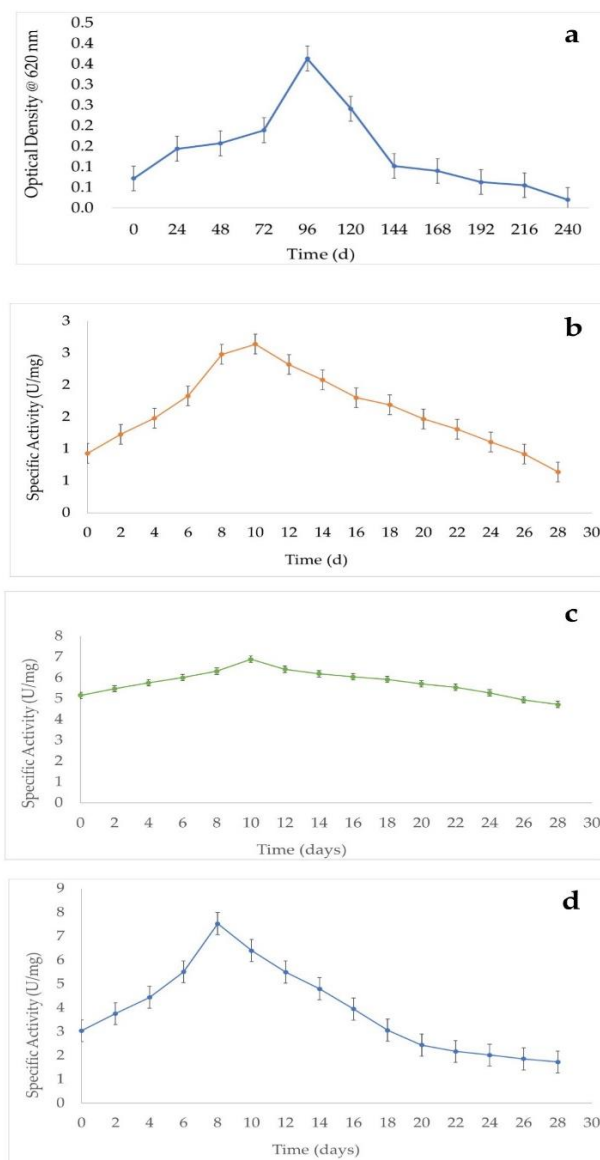 a
Optical Density @ 620 nm
0.5
0.4
0.4
0.3
0.3
0.2
0.2
0.1
0.1
0.0
0 24 48 72 96 120 144 168 192 216 240
Time (d)
b
Specific Activity (U/mg)
3
3
2
2
1
1
0
0 2 4 6 8 10 12 14 16 18 20 22 24 26 28 30
Time (d)
c
Specific Activity (U/mg)
8
7
6
5
4
3
2
1
0
0 2 4 6 8 10 12 14 16 18 20 22 24 26 28 30
Time (days)
d
Specific Activity (U/mg)
9
8
7
6
5
4
3
2
1
0
0 2 4 6 8 10 12 14 16 18 20 22 24 26 28 30
Time (days)